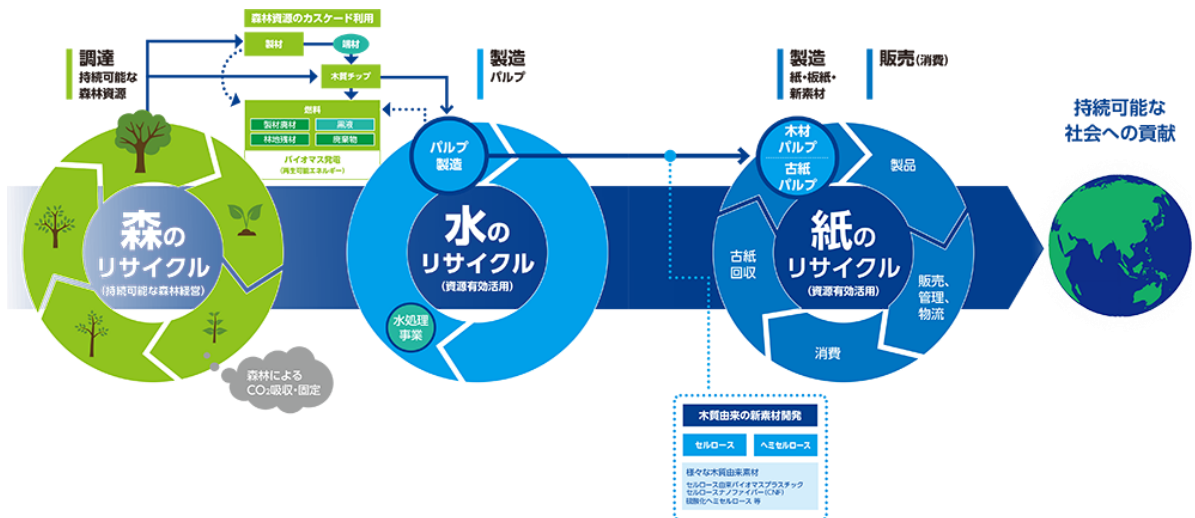 調達
持続可能な
森林資源
森林資源のカスケード利用
製材
端材
木質チップ
燃料
製材廃材
黒液
林地残材
廃棄物
バイオマス発電
(再生可能エネルギー)
森の
リサイクル
(持続可能な森林経営)
森林による
CO₂吸収・固定
製造
パルプ
パルプ
製造
水の
リサイクル
(資源有効活用)
水処理
事業
製造
紙・板紙・
新素材
販売(消費)
木材
パルプ
古紙
パルプ
製品
販売、
管理、
物流
消費
古紙
回収
紙の
リサイクル
(資源有効活用)
木質由来の新素材開発
セルロース
ヘミセルロース
様々な木質由来素材
セルロース由来バイオマスプラスチック
セルロースナノファイバー(CNF)
硫酸化ヘミセルロース 等
持続可能な
社会への貢献